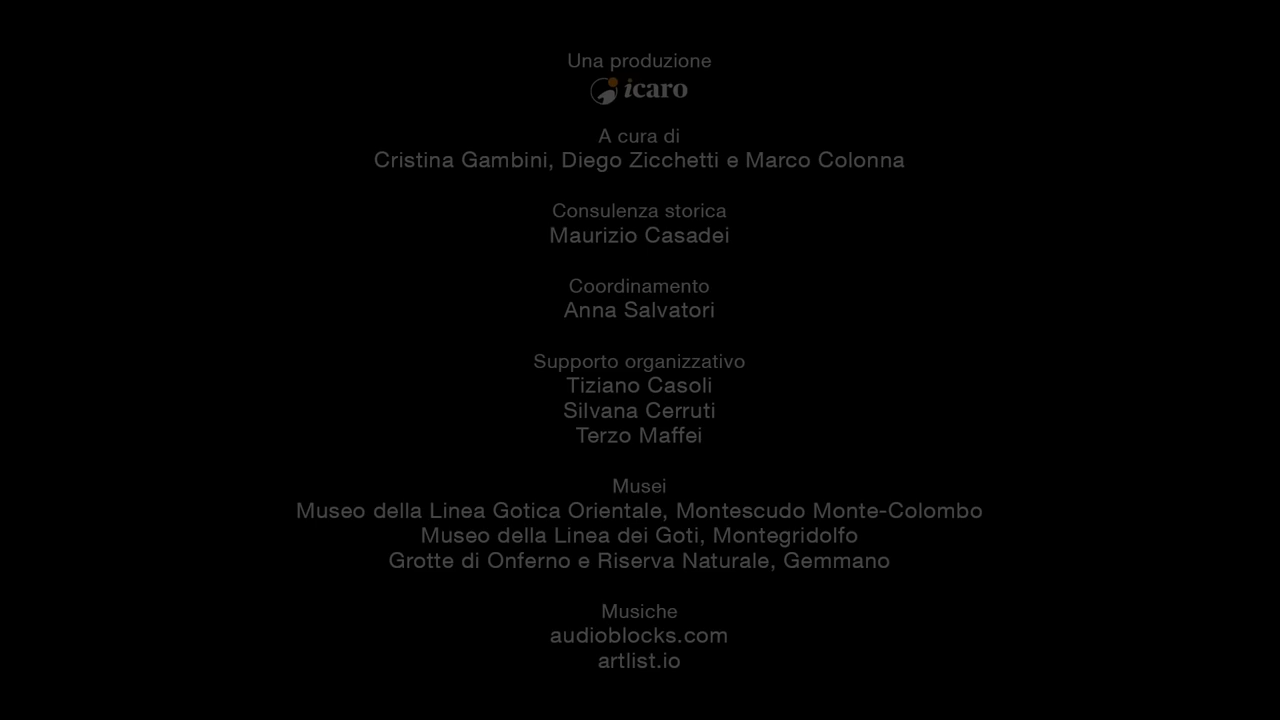 Una produzione
icaro
A cura di
Cristina Gambini, Diego Zicchetti e Marco Colonna
Consulenza storica
Maurizio Casadei
Coordinamento
Anna Salvatori
Supporto organizzativo
Tiziano Casoli
Silvana Cerruti
Terzo Maffei
Musei
Museo della Linea Gotica Orientale, Montescudo Monte-Colombo
Museo della Linea dei Goti, Montegridolfo
Grotte di Onferno e Riserva Naturale, Gemmano
Musiche
audioblocks.com
artlist.io